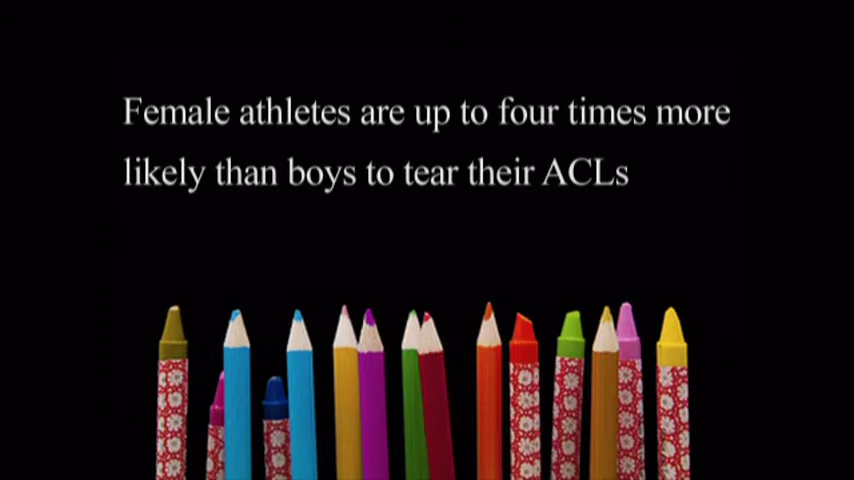 Female athletes are up to four times more
likely than boys to tear their ACLs